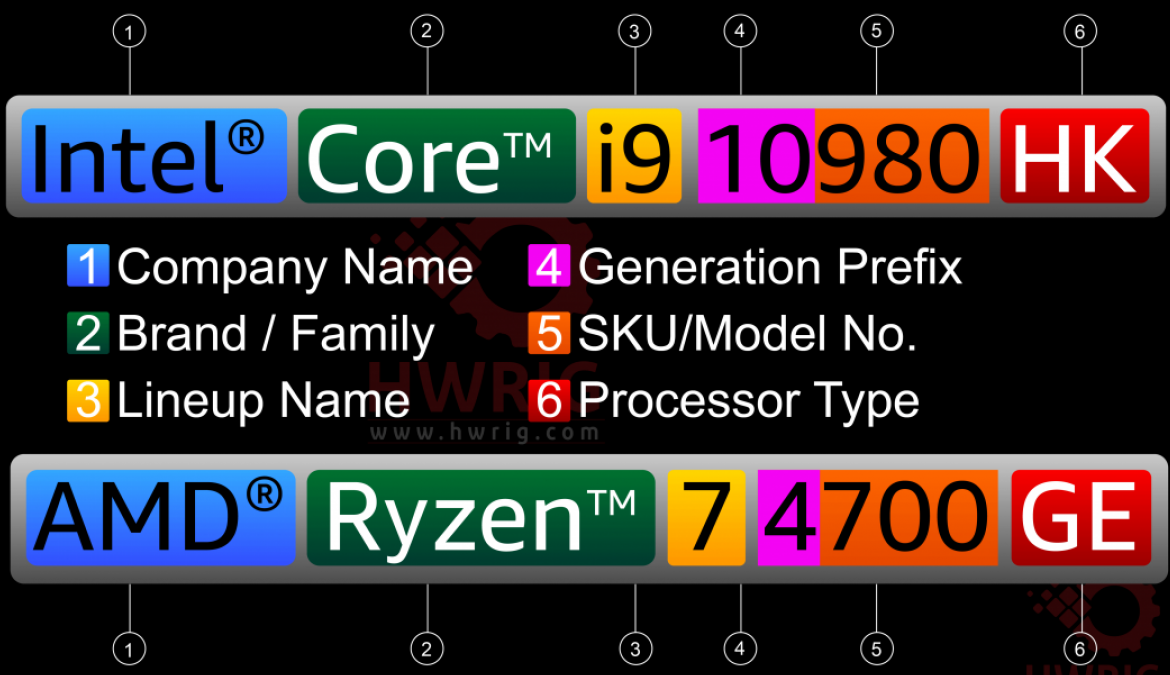 1 2 3 4 5 6
Intel® Core™ i9 10980 HK
1 Company Name 4 Generation Prefix
2 Brand / Family 5 SKU/Model No.
3 Lineup Name 6 Processor Type
HWRIG
www.hwrig.com
AMD® Ryzen™ 7 4700 GE
1 2 3 4 5 6
HWRIG